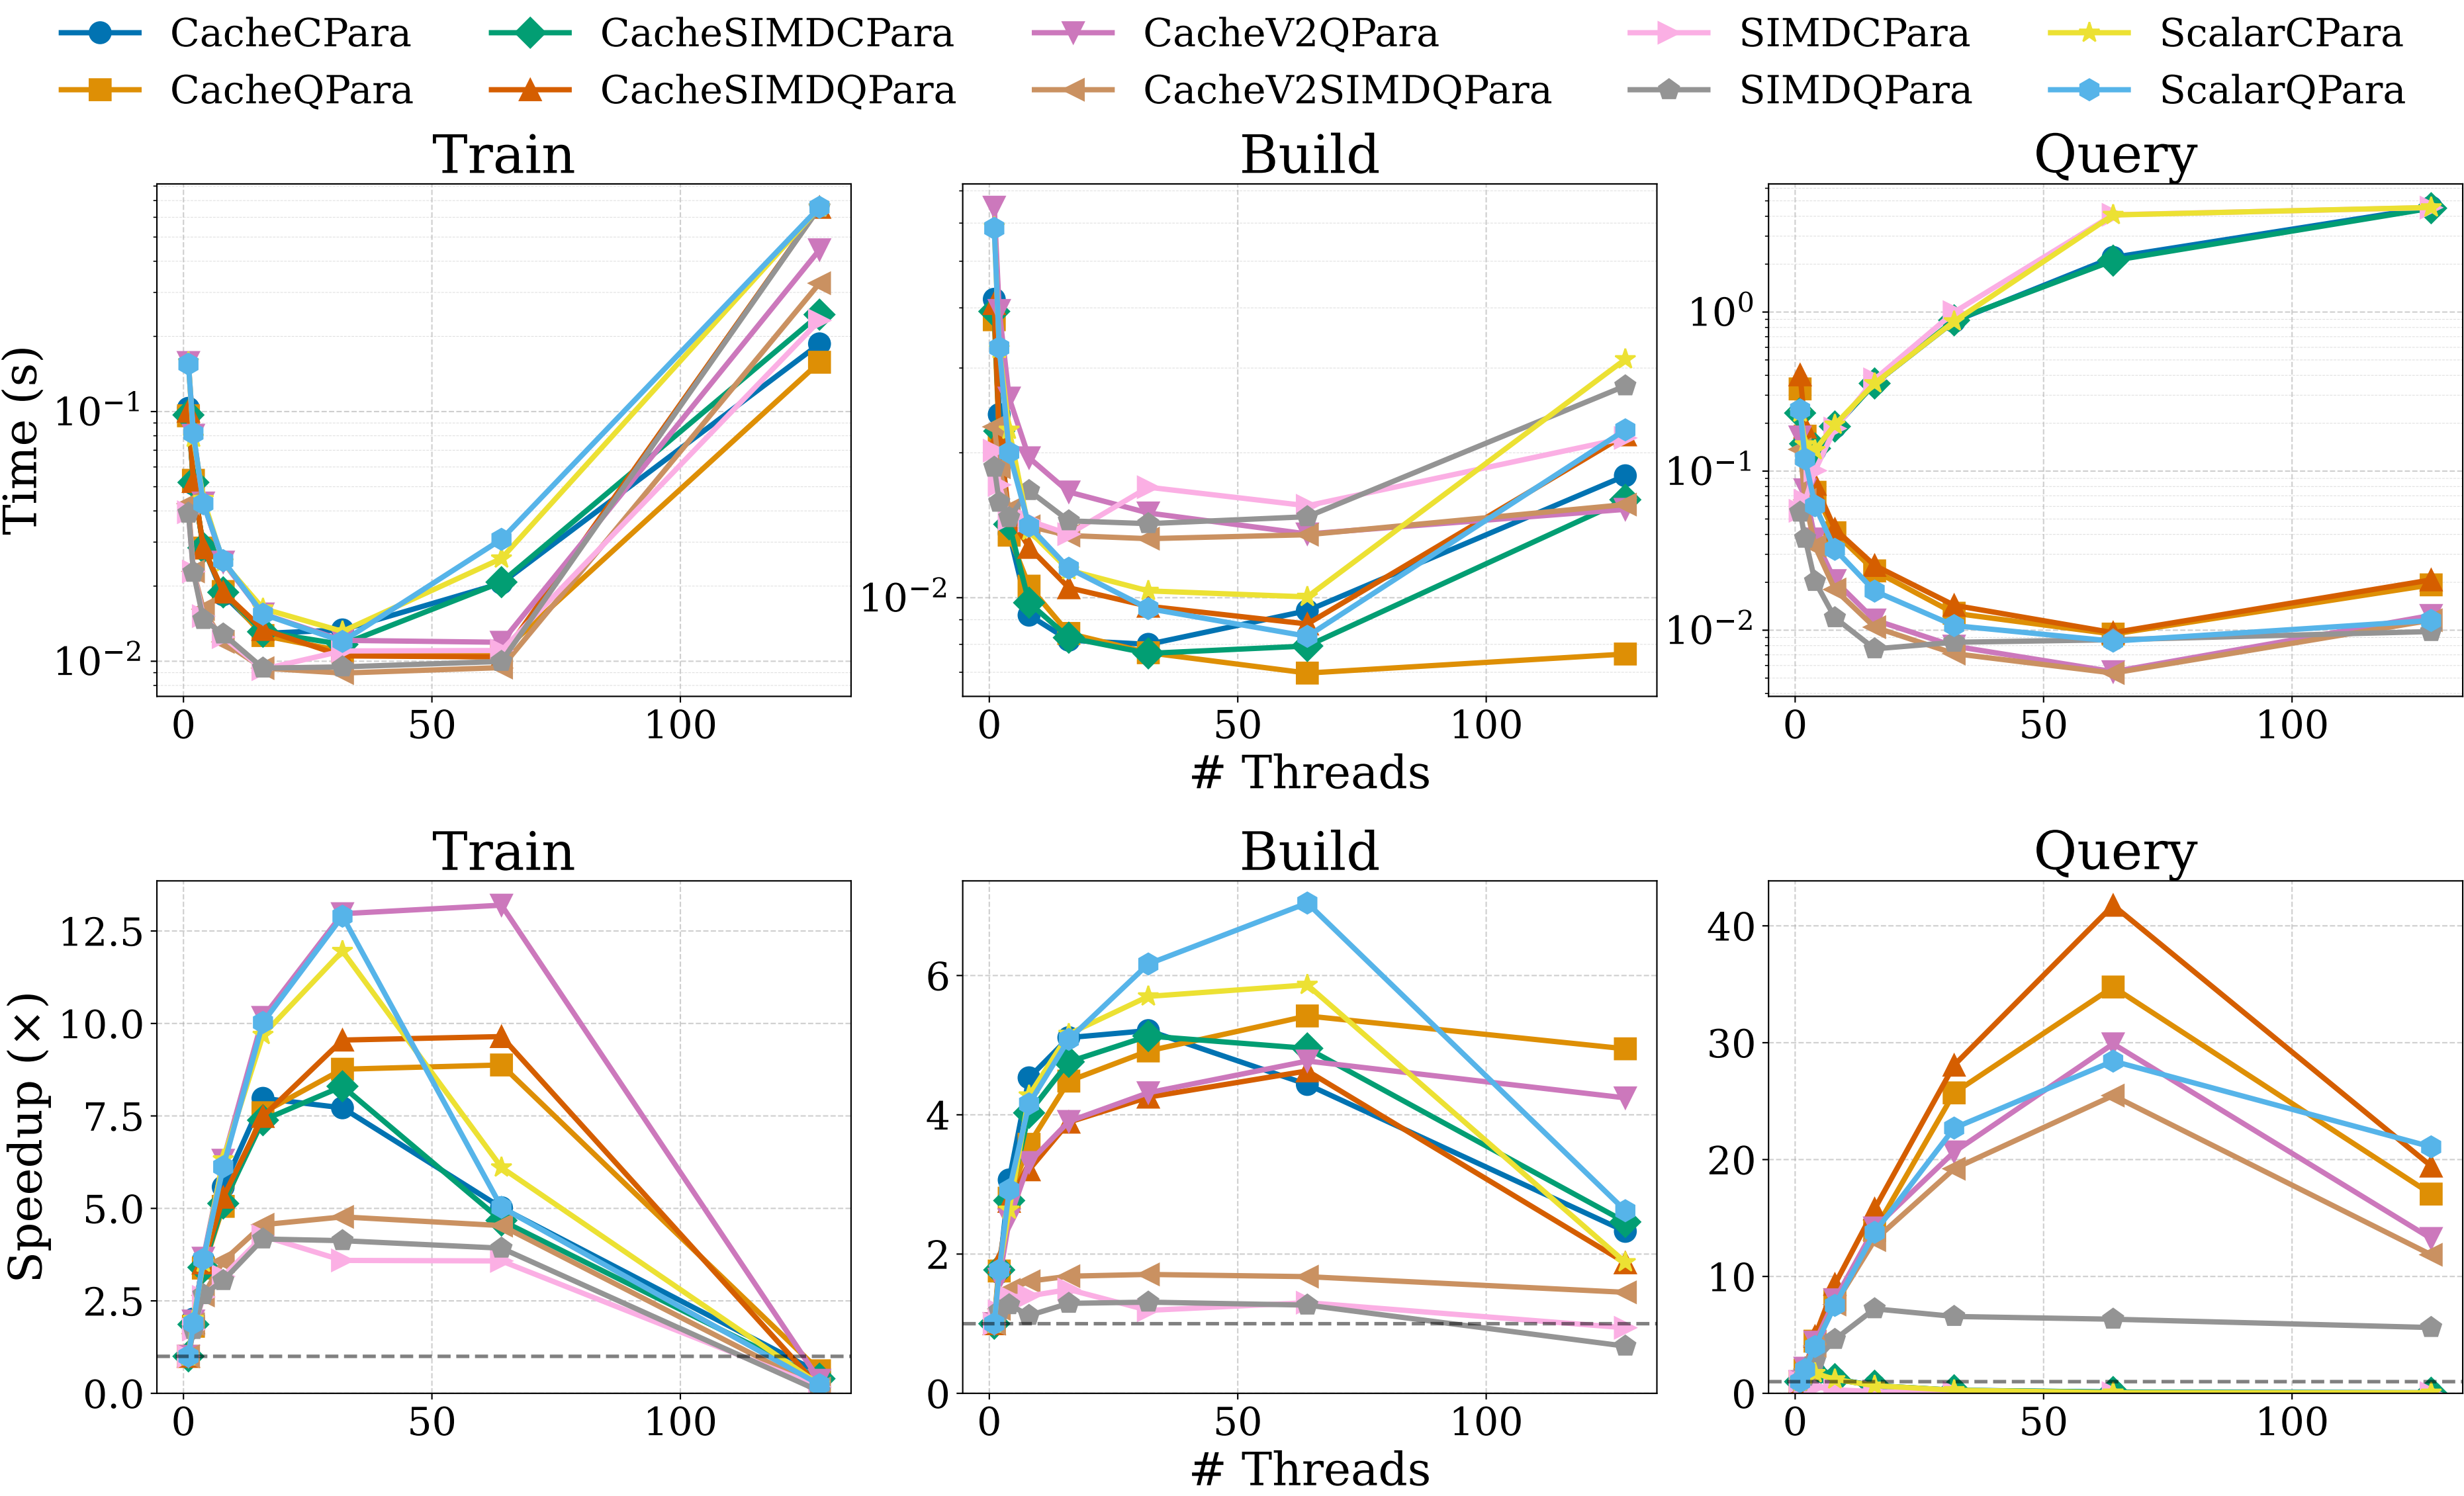 CacheCPara CacheSIMDCPara CacheV2QPara SIMDCPara ScalarCPara
CacheQPara CacheSIMDQPara CacheV2SIMDQPara SIMDQPara ScalarQPara
Train Build Query
Time (s)
10⁻¹
10⁻²
0 50 100
10⁻²
0 50 100
10⁰
10⁻¹
10⁻²
0 50 100
# Threads
Train Build Query
Speedup (×)
12.5
10.0
7.5
5.0
2.5
0.0
0 50 100
6
4
2
0
0 50 100
40
30
20
10
0
0 50 100
# Threads